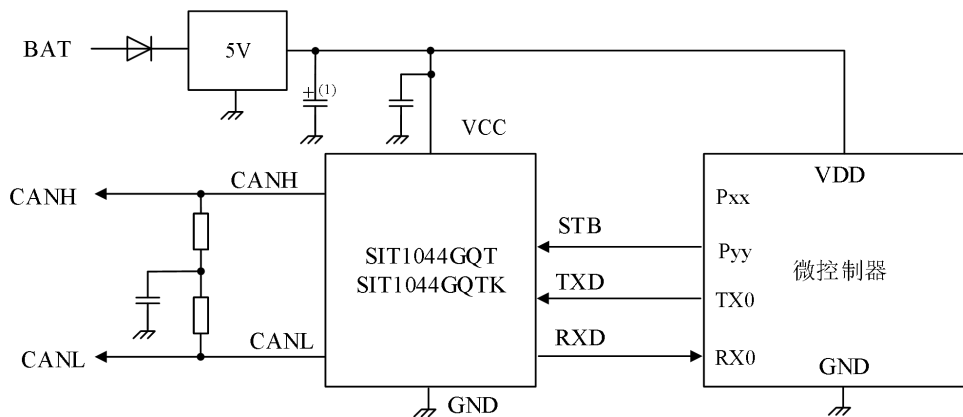 BAT
5V
+(1)
VCC
CANH
CANH
VDD
Pxx
STB
Pyy
SIT1044GQT
SIT1044GQTK
微控制器
TXD
TX0
CANL
CANL
RXD
RX0
GND
GND